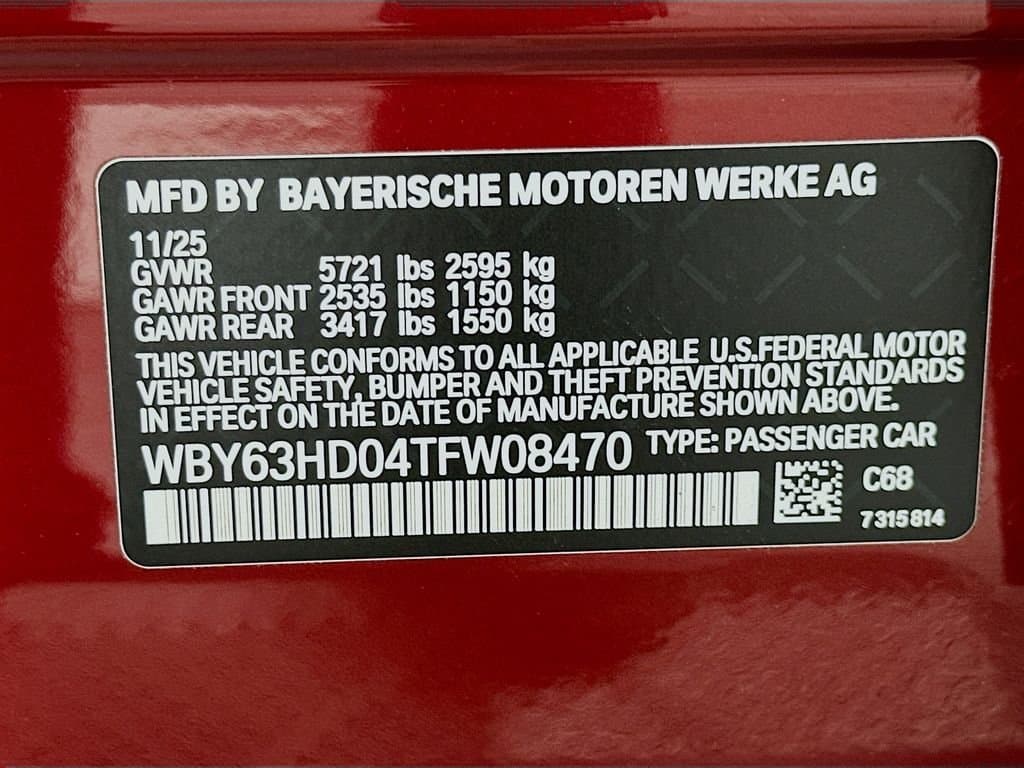 MFD BY BAYERISCHE MOTOREN WERKE AG
11/25
GVWR 5721 lbs 2595 kg
GAWR FRONT 2535 lbs 1150 kg
GAWR REAR 3417 lbs 1550 kg
THIS VEHICLE CONFORMS TO ALL APPLICABLE U.S.FEDERAL MOTOR
VEHICLE SAFETY, BUMPER AND THEFT PREVENTION STANDARDS
IN EFFECT ON THE DATE OF MANUFACTURE SHOWN ABOVE.
WBY63HD04TFW08470 TYPE: PASSENGER CAR
C68
7315814